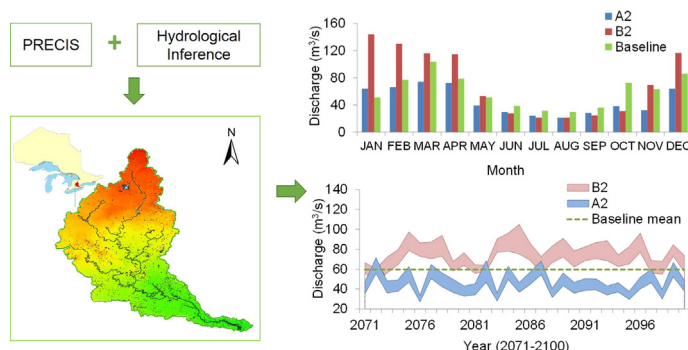 PRECIS
+
Hydrological
Inference
N
Discharge (m³/s)
160
120
80
40
0
A2
B2
Baseline
JAN FEB MAR APR MAY JUN JUL AUG SEP OCT NOV DEC
Month
Discharge (m³/s)
140
120
100
80
60
40
20
B2
A2
Baseline mean
2071 2076 2081 2086 2091 2096
Year (2071-2100)